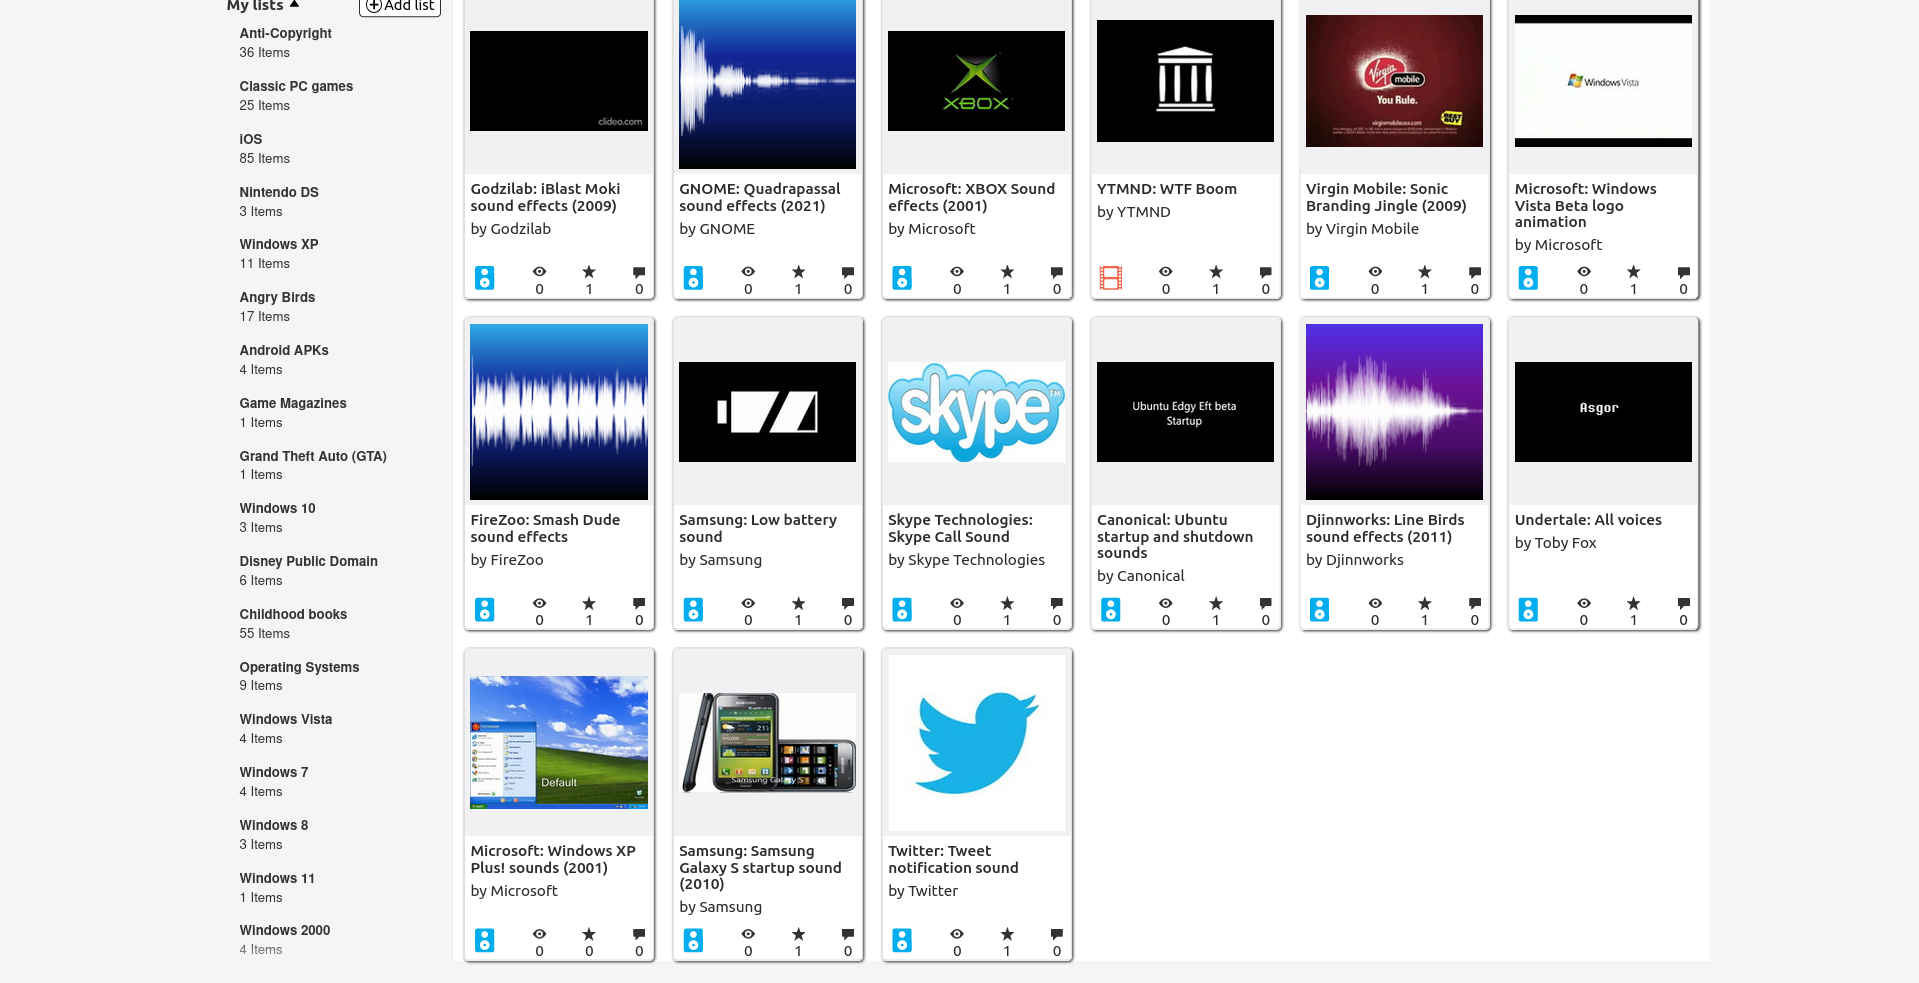 My lists
Add list
Anti-Copyright
36 Items
Classic PC games
25 Items
iOS
85 Items
Nintendo DS
3 Items
Windows XP
11 Items
Angry Birds
17 Items
Android APKs
4 Items
Game Magazines
1 Items
Grand Theft Auto (GTA)
1 Items
Windows 10
3 Items
Disney Public Domain
6 Items
Childhood books
55 Items
Operating Systems
9 Items
Windows Vista
4 Items
Windows 7
4 Items
Windows 8
3 Items
Windows 11
1 Items
Windows 2000
4 Items
clideo.com
Godzilab: iBlast Moki
sound effects (2009)
by Godzilab
0 1 0
GNOME: Quadrapassal
sound effects (2021)
by GNOME
0 1 0
XBOX
Microsoft: XBOX Sound
effects (2001)
by Microsoft
0 1 0
YTMND: WTF Boom
by YTMND
0 1 0
Virgin mobile
You Rule.
virginmobileusa.com
BEST BUY
Virgin Mobile: Sonic
Branding Jingle (2009)
by Virgin Mobile
0 1 0
Windows Vista
Microsoft: Windows
Vista Beta logo
animation
by Microsoft
0 1 0
FireZoo: Smash Dude
sound effects
by FireZoo
0 1 0
Samsung: Low battery
sound
by Samsung
0 1 0
skype TM
Skype Technologies:
Skype Call Sound
by Skype Technologies
0 1 0
Ubuntu Edgy Eft beta
Startup
Canonical: Ubuntu
startup and shutdown
sounds
by Canonical
0 1 0
Djinnworks: Line Birds
sound effects (2011)
by Djinnworks
0 1 0
Asgor
Undertale: All voices
by Toby Fox
0 1 0
Default
Microsoft: Windows XP
Plus! sounds (2001)
by Microsoft
0 0 0
SAMSUNG
Samsung Galaxy S
Samsung: Samsung
Galaxy S startup sound
(2010)
by Samsung
0 1 0
Twitter: Tweet
notification sound
by Twitter
0 1 0